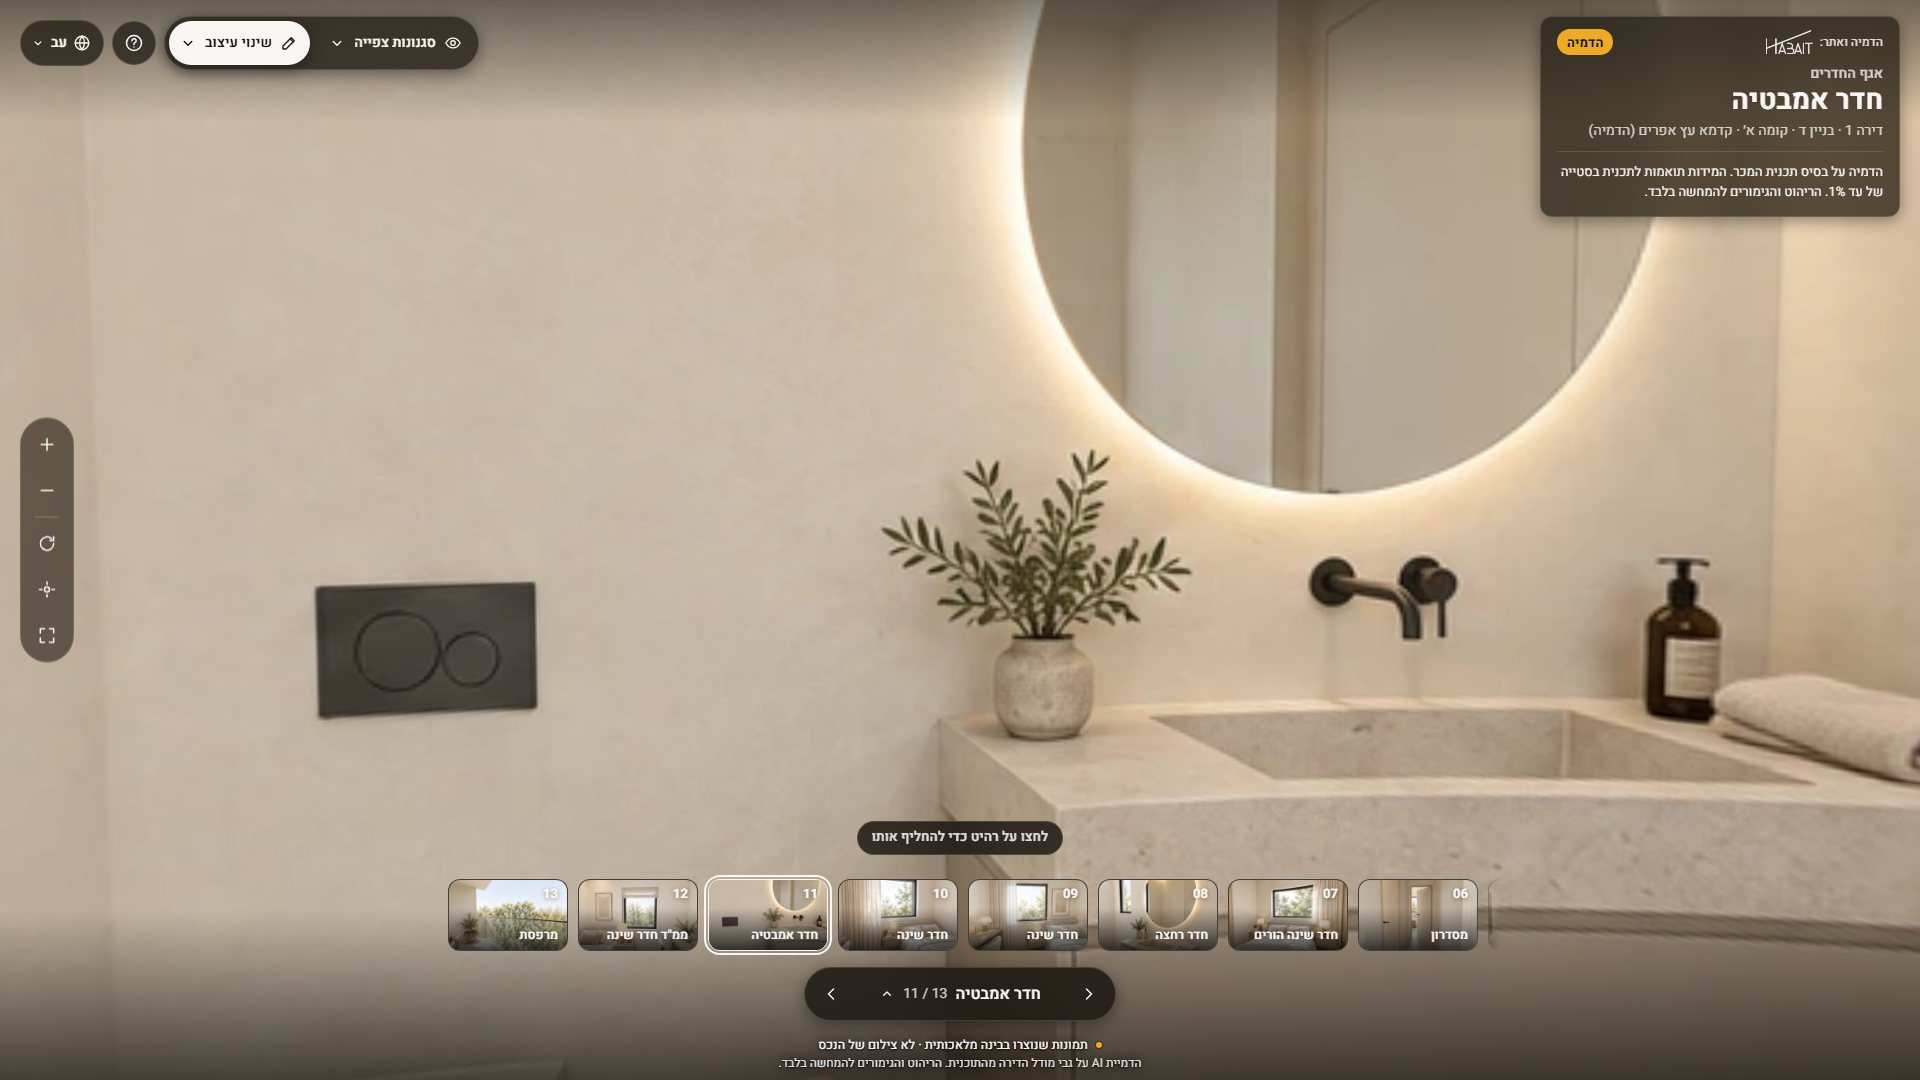 הדמיה ואתר: HABAIT
הדמיה
אגף החדרים
חדר אמבטיה
דירה 1 · בניין ד · קומה א' · קדמא עץ אפרים (הדמיה)
הדמיה על בסיס תכנית המכר. המידות תואמות לתכנית בסטייה
של עד 1%. הריהוט והגימורים להמחשה בלבד.
סגנונות צפייה
שינוי עיצוב
עב
לחצו על רהיט כדי להחליף אותו
06
מסדרון
07
חדר שינה הורים
08
חדר רחצה
09
חדר שינה
10
חדר שינה
11
חדר אמבטיה
12
ממ"ד חדר שינה
13
מרפסת
חדר אמבטיה 11 / 13
תמונות שנוצרו בבינה מלאכותית · לא צילום של הנכס
הדמיית AI על גבי מודל הדירה מהתוכנית. הריהוט והגימורים להמחשה בלבד.